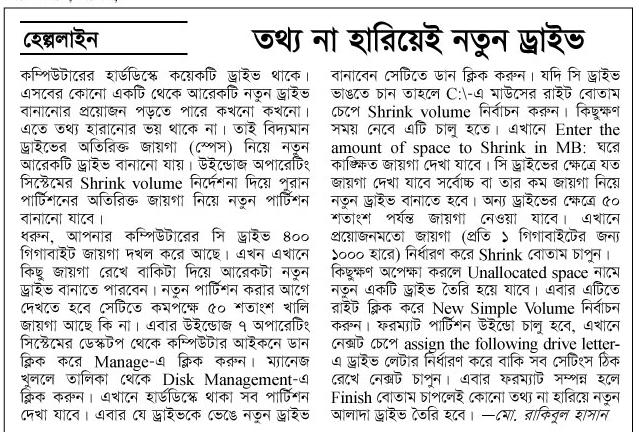 হেল্পলাইন
তথ্য না হারিয়েই নতুন ড্রাইভ
কম্পিউটারের হার্ডডিস্কে কয়েকটি ড্রাইভ থাকে।
এসবের কোনো একটি থেকে আরেকটি নতুন ড্রাইভ
বানানোর প্রয়োজন পড়তে পারে কখনো কখনো।
এতে তথ্য হারানোর ভয় থাকে না। তাই বিদ্যমান
ড্রাইভের অতিরিক্ত জায়গা (স্পেস) নিয়ে নতুন
আরেকটি ড্রাইভ বানানো যায়। উইন্ডোজ অপারেটিং
সিস্টেমের Shrink volume নির্দেশনা দিয়ে পুরান
পার্টিশনের অতিরিক্ত জায়গা নিয়ে নতুন পার্টিশন
বানানো যাবে।
ধরুন, আপনার কম্পিউটারের সি ড্রাইভ ৪০০
গিগাবাইট জায়গা দখল করে আছে। এখন এখানে
কিছু জায়গা রেখে বাকিটা দিয়ে আরেকটা নতুন
ড্রাইভ বানাতে পারবেন। নতুন পার্টিশন করার আগে
দেখতে হবে সেটিতে কমপক্ষে ৫০ শতাংশ খালি
জায়গা আছে কি না। এবার উইন্ডোজ ৭ অপারেটিং
সিস্টেমের ডেস্কটপ থেকে কম্পিউটার আইকনে ডান
ক্লিক করে Manage-এ ক্লিক করুন। ম্যানেজ
খুললে তালিকা থেকে Disk Management-এ
ক্লিক করুন। এখানে হার্ডডিস্কে থাকা সব পার্টিশন
দেখা যাবে। এবার যে ড্রাইভকে ভেঙে নতুন ড্রাইভ
বানাবেন সেটিতে ডান ক্লিক করুন। যদি সি ড্রাইভ
ভাঙতে চান তাহলে C:\-এ মাউসের রাইট বোতাম
চেপে Shrink volume নির্বাচন করুন। কিছুক্ষণ
সময় নেবে এটি চালু হতে। এখানে Enter the
amount of space to Shrink in MB: ঘরে
কাঙ্ক্ষিত জায়গা দেখা যাবে। সি ড্রাইভের ক্ষেত্রে যত
জায়গা দেখা যাবে সর্বোচ্চ বা তার কম জায়গা নিয়ে
নতুন ড্রাইভ বানাতে হবে। অন্য ড্রাইভের ক্ষেত্রে ৫০
শতাংশ পর্যন্ত জায়গা নেওয়া যাবে। এখানে
প্রয়োজনমতো জায়গা (প্রতি ১ গিগাবাইটের জন্য
১০০০ হারে) নির্ধারণ করে Shrink বোতাম চাপুন।
কিছুক্ষণ অপেক্ষা করলে Unallocated space নামে
নতুন একটি ড্রাইভ তৈরি হয়ে যাবে। এবার এটিতে
রাইট ক্লিক করে New Simple Volume নির্বাচন
করুন। ফরম্যাট পার্টিশন উইন্ডো চালু হবে, এখানে
নেক্সট চেপে assign the following drive letter-
এ ড্রাইভ লেটার নির্ধারণ করে বাকি সব সেটিংস ঠিক
রেখে নেক্সট চাপুন। এবার ফরম্যাট সম্পন্ন হলে
Finish বোতাম চাপলেই কোনো তথ্য না হারিয়ে নতুন
আলাদা ড্রাইভ তৈরি হবে। —মো. রাকিবুল হাসান